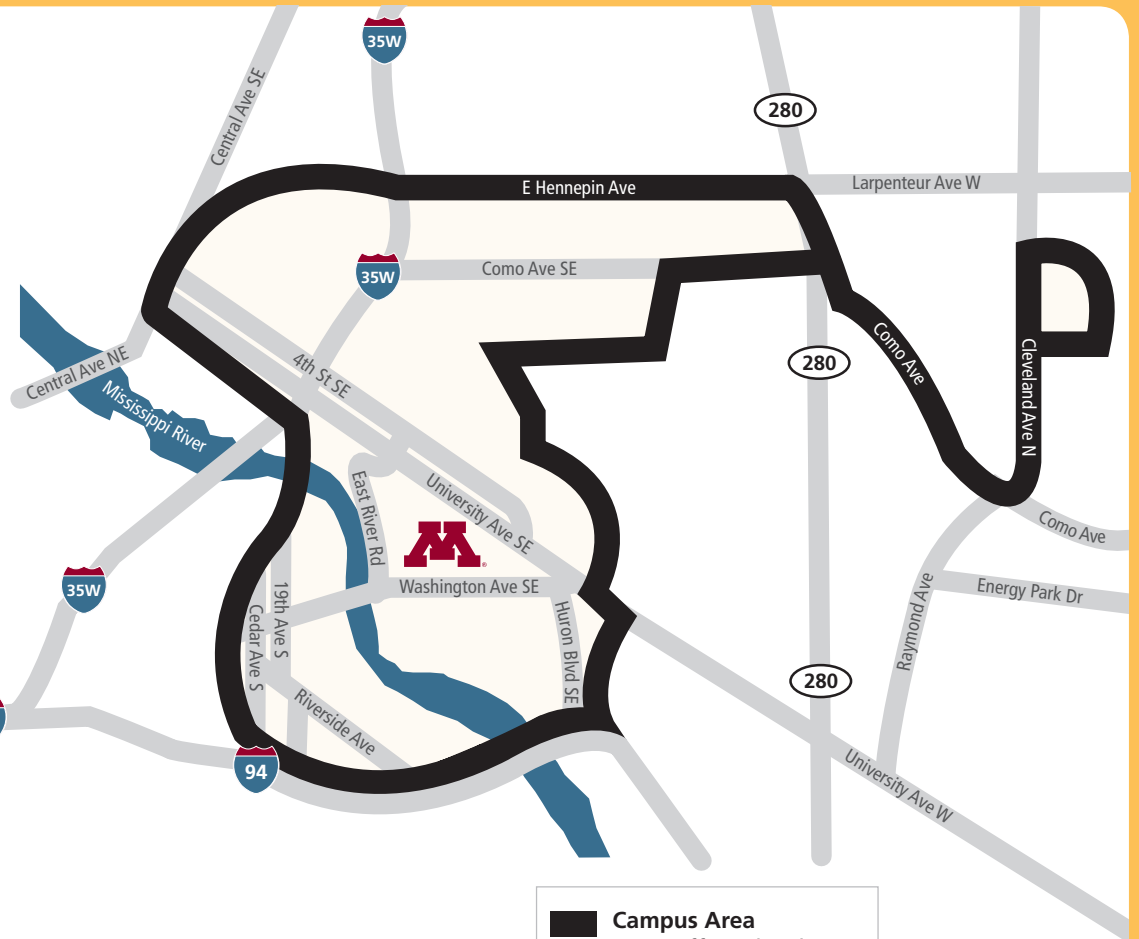 35W
Central Ave SE
280
E Hennepin Ave
Larpenteur Ave W
35W
Como Ave SE
Central Ave NE
Mississippi River
4th St SE
280
Como Ave
Cleveland Ave N
East River Rd
University Ave SE
Como Ave
35W
Washington Ave SE
Energy Park Dr
19th Ave S
Cedar Ave S
Huron Blvd SE
Raymond Ave
280
Riverside Ave
94
University Ave W
Campus Area